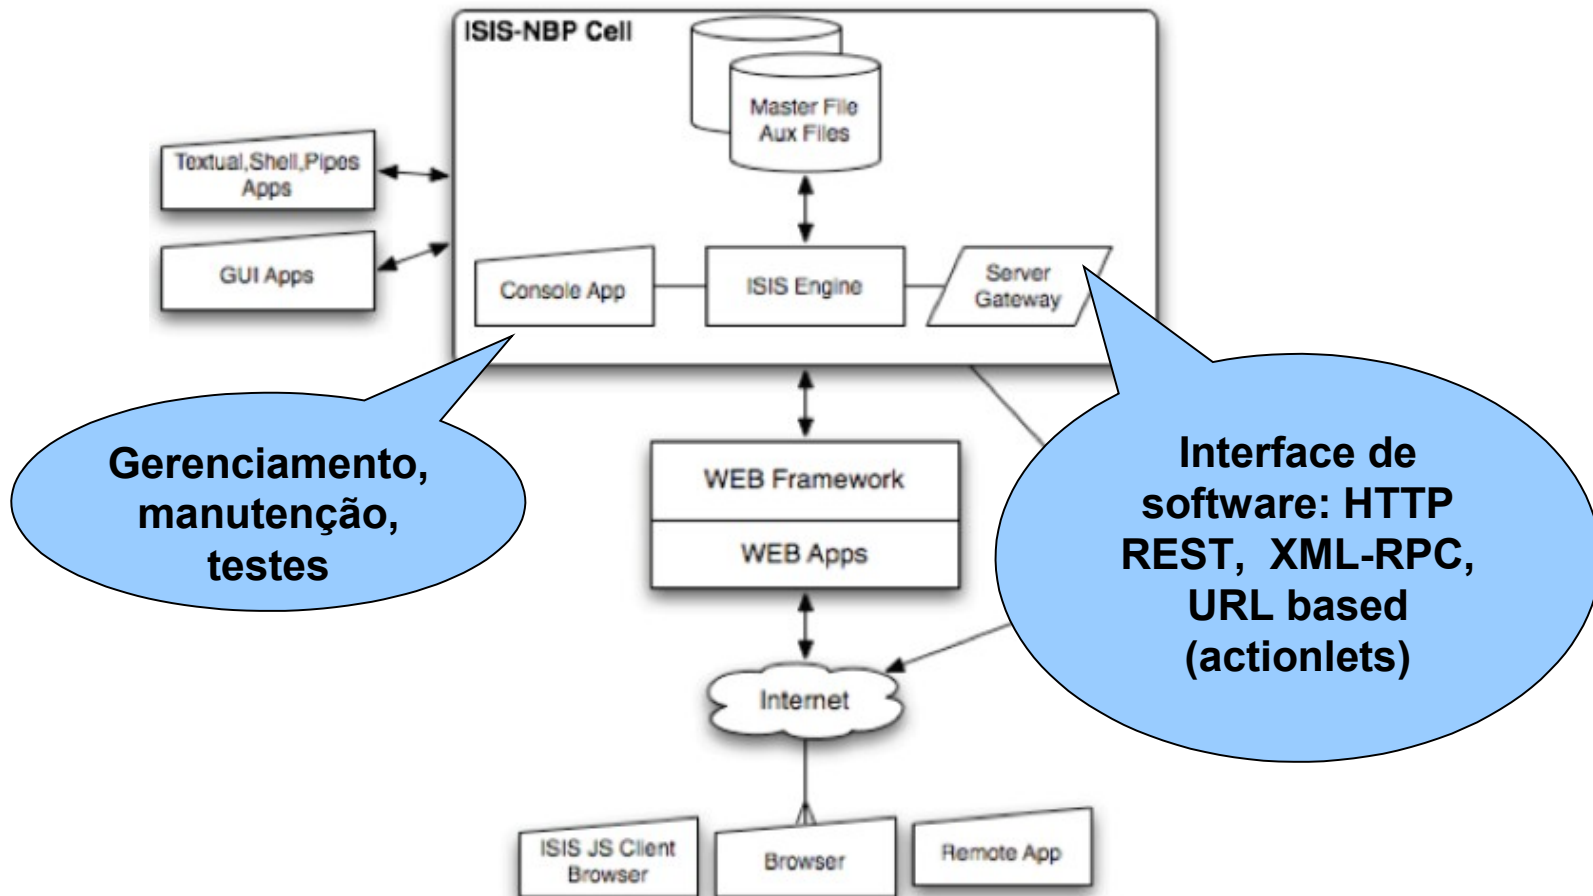 ISIS-NBP Cell
Master File
Aux Files
Textual,Shell,Pipes
Apps
GUI Apps
Console App
ISIS Engine
Server
Gateway
Gerenciamento,
manutenção,
testes
WEB Framework
WEB Apps
Interface de
software: HTTP
REST, XML-RPC,
URL based
(actionlets)
Internet
ISIS JS Client
Browser
Browser
Remote App